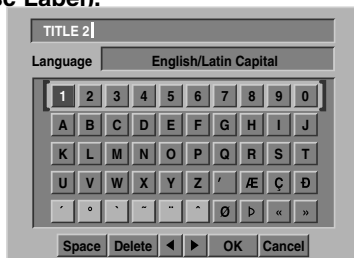 se Label).
TITLE 2
Language English/Latin Capital
1 2 3 4 5 6 7 8 9 0
A B C D E F G H I J
K L M N O P Q R S T
U V W X Y Z ′ Æ Ç Ð
´ ° ` ~ ¨ ^ Ø Þ « »
Space Delete ◀ ▶ OK Cancel